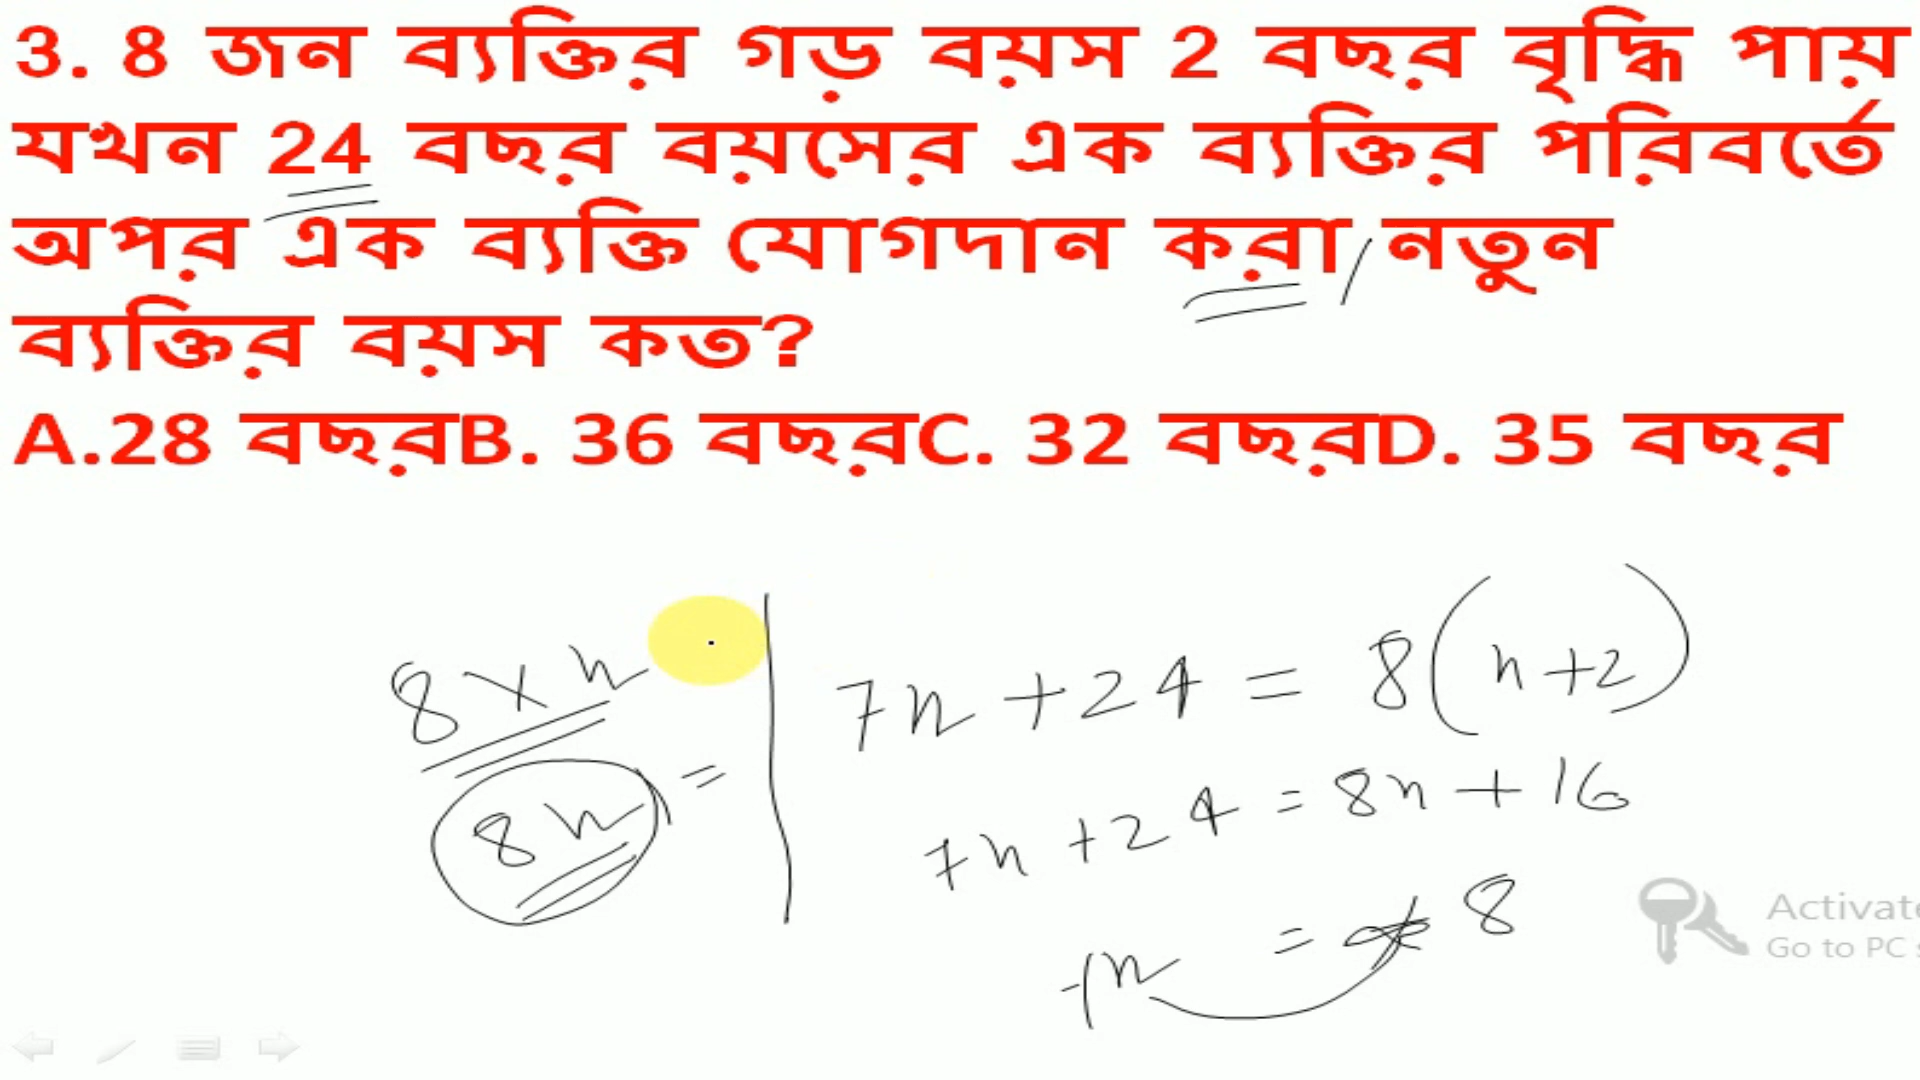 3. 8 জন ব্যক্তির গড় বয়স 2 বছর বৃদ্ধি পায়
যখন 24 বছর বয়সের এক ব্যক্তির পরিবর্তে
অপর এক ব্যক্তি যোগদান করা নতুন
ব্যক্তির বয়স কত?
A.28 বছরB. 36 বছরC. 32 বছরD. 35 বছর
8×n
8n =
7n+24 = 8(n+2)
7n+24 = 8n+16
-1n = 8
Activate
Go to PC s